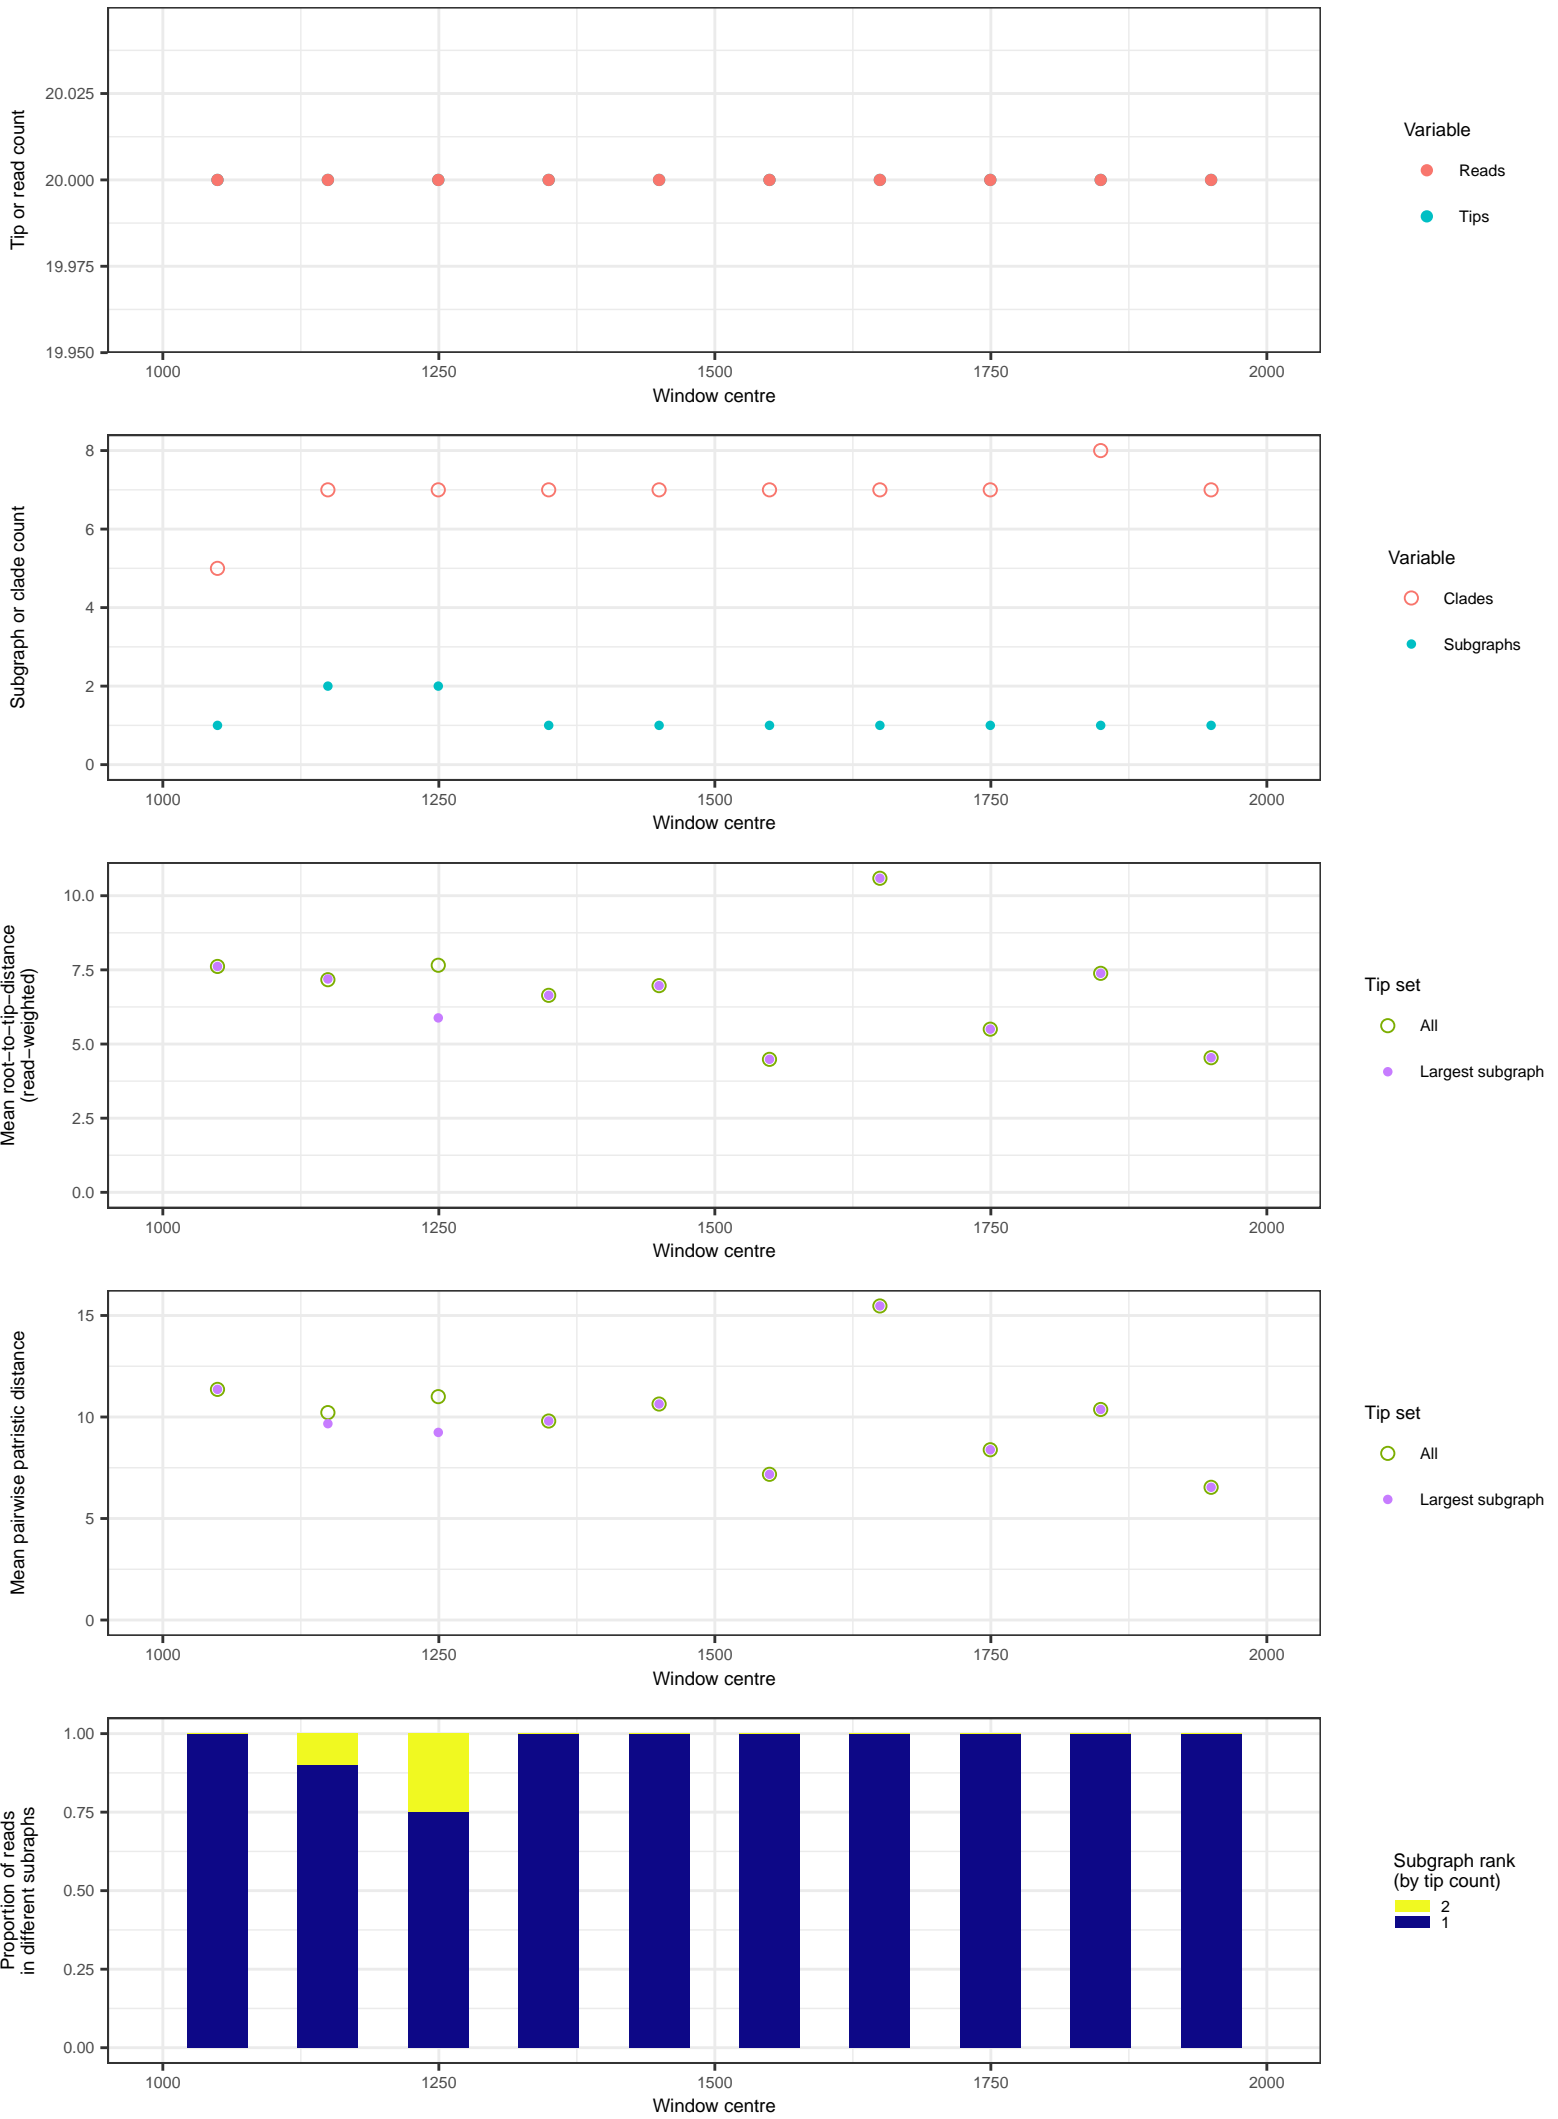 Tip or read count
20.025
20.000
19.975
19.950
1000 1250 1500 1750 2000
Window centre
Variable
Reads
Tips
Subgraph or clade count
8
6
4
2
0
1000 1250 1500 1750 2000
Window centre
Variable
Clades
Subgraphs
Mean root−to−tip−distance
(read−weighted)
10.0
7.5
5.0
2.5
0.0
1000 1250 1500 1750 2000
Window centre
Tip set
All
Largest subgraph
Mean pairwise patristic distance
15
10
5
0
1000 1250 1500 1750 2000
Window centre
Tip set
All
Largest subgraph
Proportion of reads
in different subraphs
1.00
0.75
0.50
0.25
0.00
1000 1250 1500 1750 2000
Window centre
Subgraph rank
(by tip count)
2
1